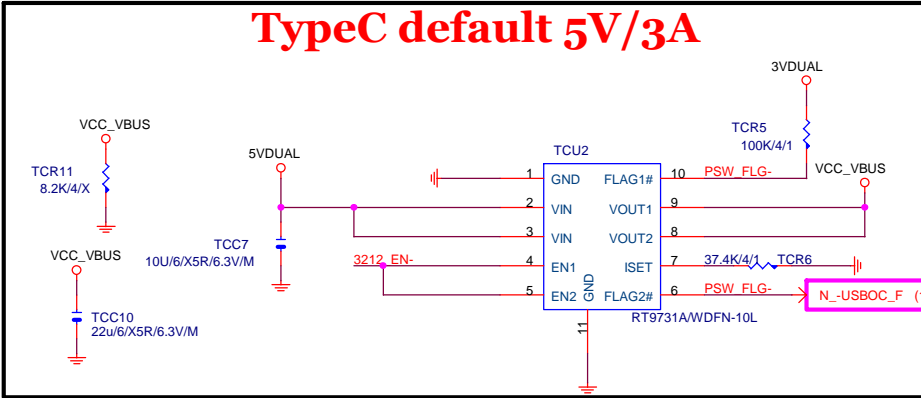 TypeC default 5V/3A
3VDUAL
VCC_VBUS
TCR11
8.2K/4/X
5VDUAL
TCU2
TCR5
100K/4/1
VCC_VBUS
1 GND FLAG1# 10 PSW_FLG-
2 VIN VOUT1 9
3 VIN VOUT2 8
3212_EN- 4 EN1 ISET 7 37.4K/4/1 TCR6
5 EN2 GND FLAG2# 6 PSW_FLG- N_-USBOC_F (
TCC7
10U/6/X5R/6.3V/M
VCC_VBUS
TCC10
22u/6/X5R/6.3V/M
11
RT9731A/WDFN-10L